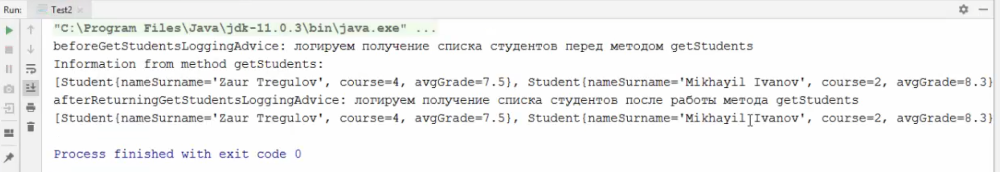 Run: Test2
"C:\Program Files\Java\jdk-11.0.3\bin\java.exe" ...
beforeGetStudentsLoggingAdvice: логируем получение списка студентов перед методом getStudents
Information from method getStudents:
[Student{nameSurname='Zaur Tregulov', course=4, avgGrade=7.5}, Student{nameSurname='Mikhayil Ivanov', course=2, avgGrade=8.3}
afterReturningGetStudentsLoggingAdvice: логируем получение списка студентов после работы метода getStudents
[Student{nameSurname='Zaur Tregulov', course=4, avgGrade=7.5}, Student{nameSurname='Mikhayil Ivanov', course=2, avgGrade=8.3}
Process finished with exit code 0